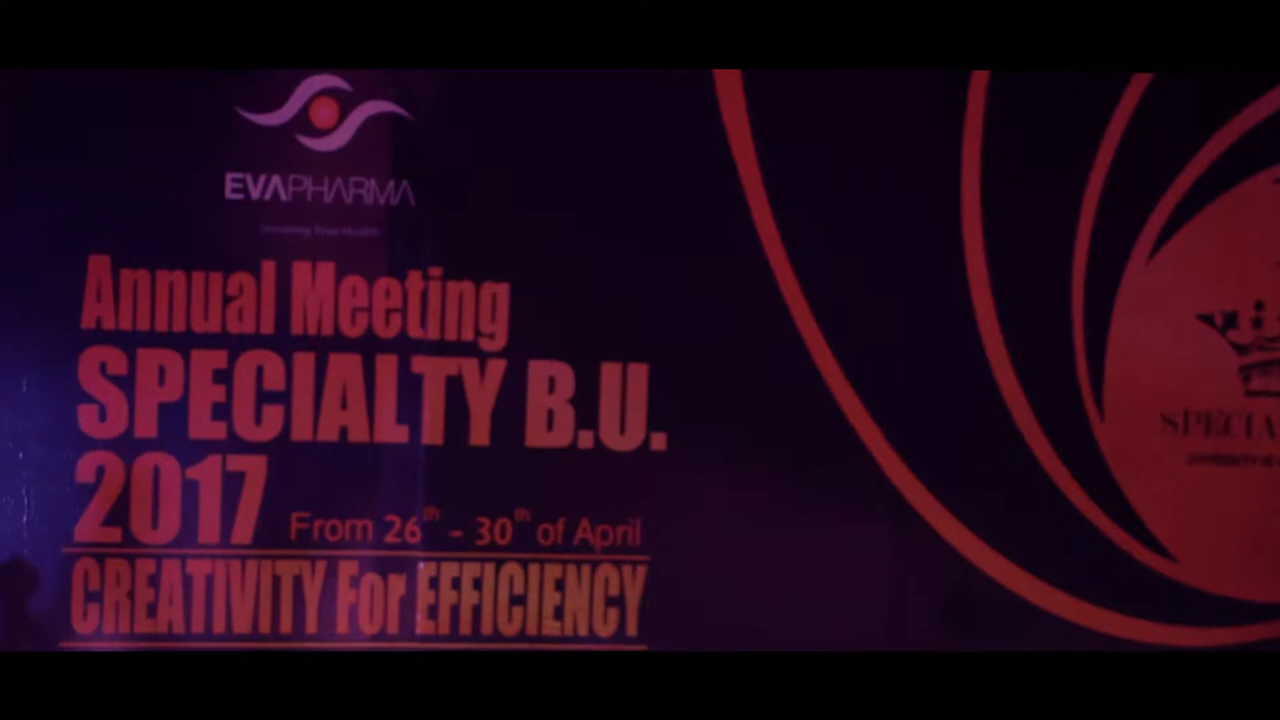 EVAPHARMA
Annual Meeting
SPECIALTY B.U.
2017 From 26th - 30th of April
CREATIVITY For EFFICIENCY